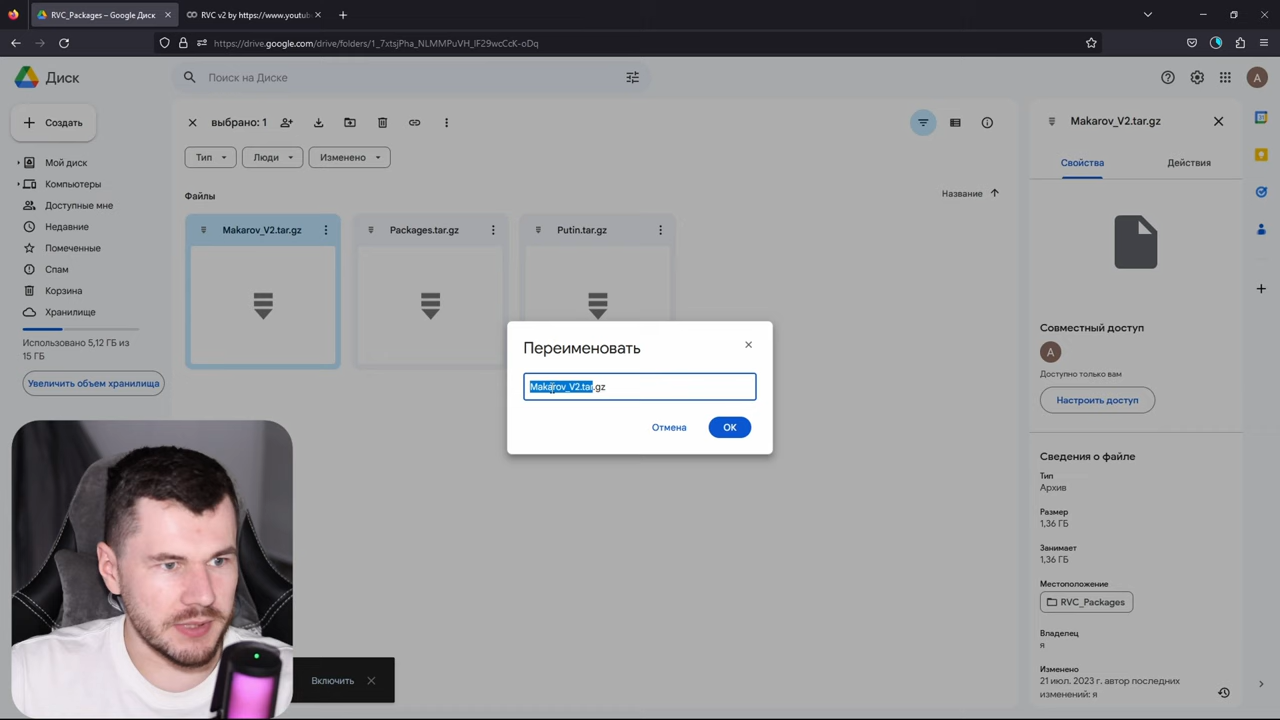 RVC_Packages – Google Диск
RVC v2 by https://www.youtub
https://drive.google.com/drive/folders/1_7xtsjPha_NLMMPuVH_lF29wcCcK-oDq
Диск
Поиск на Диске
A
Создать
Мой диск
Компьютеры
Доступные мне
Недавние
Помеченные
Спам
Корзина
Хранилище
Использовано 5,12 ГБ из
15 ГБ
Увеличить объем хранилища
выбрано: 1
Тип
Люди
Изменено
Файлы
Название
Makarov_V2.tar.gz
Packages.tar.gz
Putin.tar.gz
Переименовать
Makarov_V2.tar.gz
Отмена
ОК
Включить
Makarov_V2.tar.gz
Свойства
Действия
Совместный доступ
A
Доступно только вам
Настроить доступ
Сведения о файле
Тип
Архив
Размер
1,36 ГБ
Занимает
1,36 ГБ
Местоположение
RVC_Packages
Владелец
я
Изменено
21 июл. 2023 г. автор последних
изменений: я